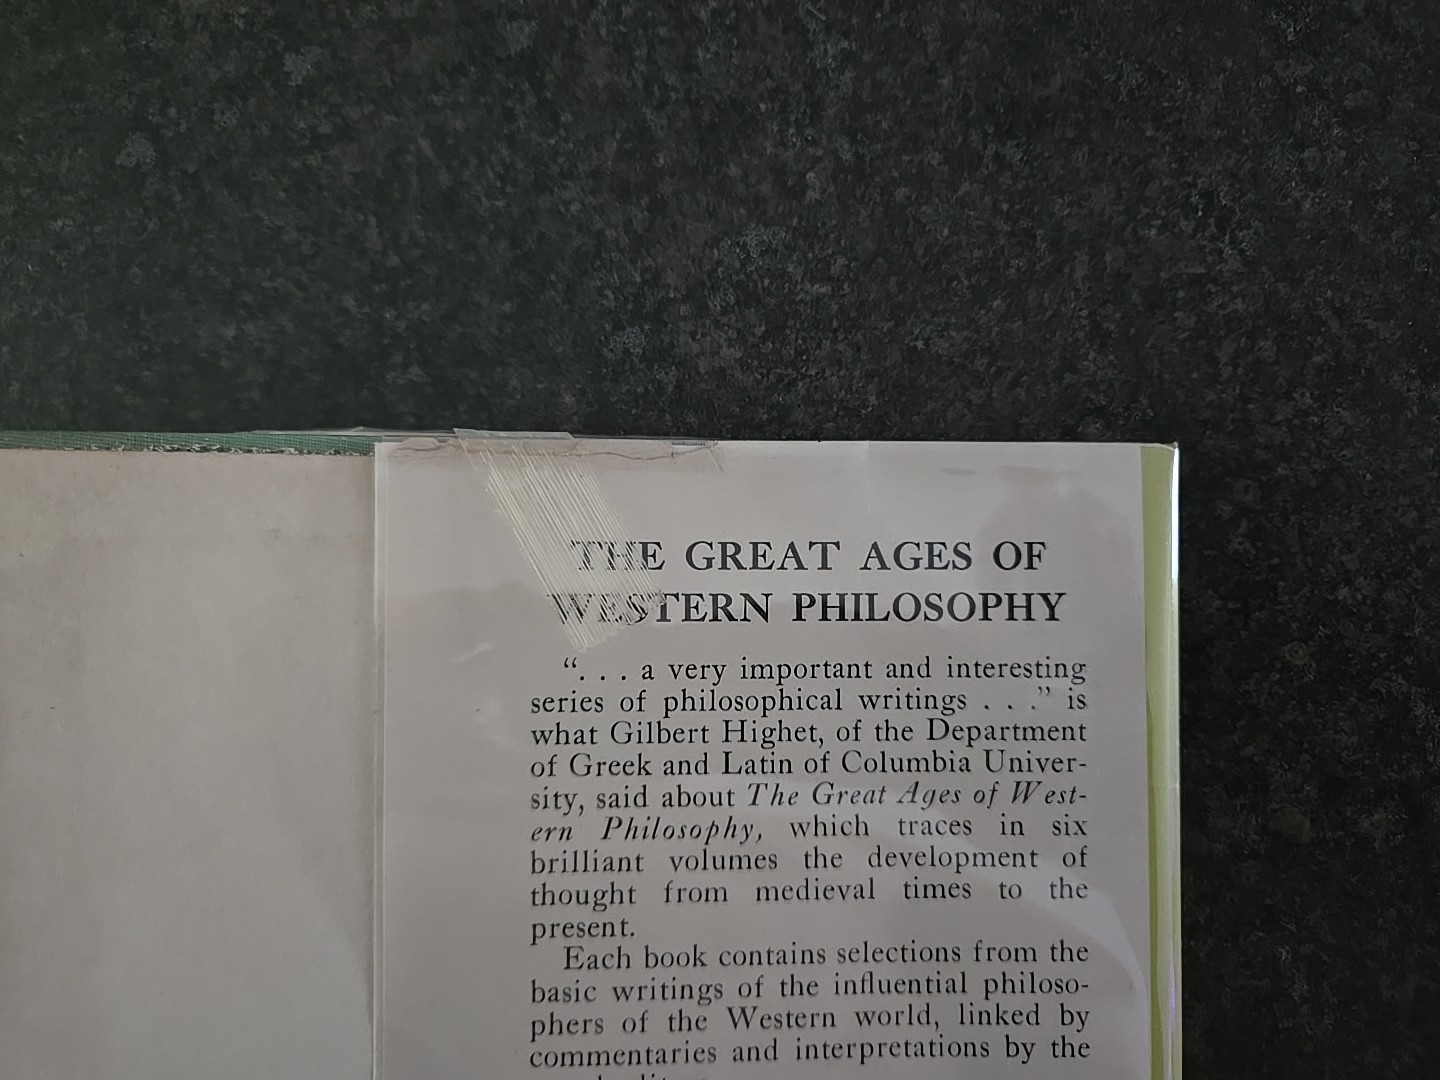 THE GREAT AGES OF
WESTERN PHILOSOPHY
“. . . a very important and interesting
series of philosophical writings . . .” is
what Gilbert Highet, of the Department
of Greek and Latin of Columbia Univer-
sity, said about The Great Ages of West-
ern Philosophy, which traces in six
brilliant volumes the development of
thought from medieval times to the
present.
Each book contains selections from the
basic writings of the influential philoso-
phers of the Western world, linked by
commentaries and interpretations by the